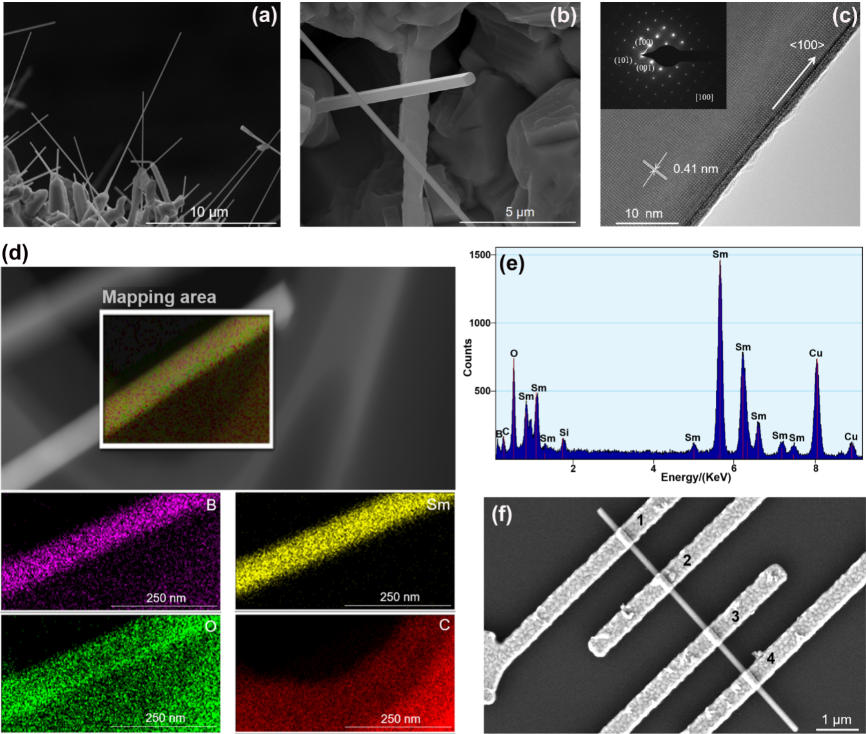 (a)
10 µm
(b)
5 µm
(c)
<100>
(100)
(101)
(001)
[100]
0.41 nm
10 nm
(d)
Mapping area
B
250 nm
Sm
250 nm
O
250 nm
C
250 nm
(e)
1500
1000
500
Counts
B
C
O
Sm
Sm
Sm
Si
Sm
Sm
Sm
Sm
Sm
Sm
Cu
Cu
2
4
6
8
Energy/(KeV)
(f)
1
2
3
4
1 µm